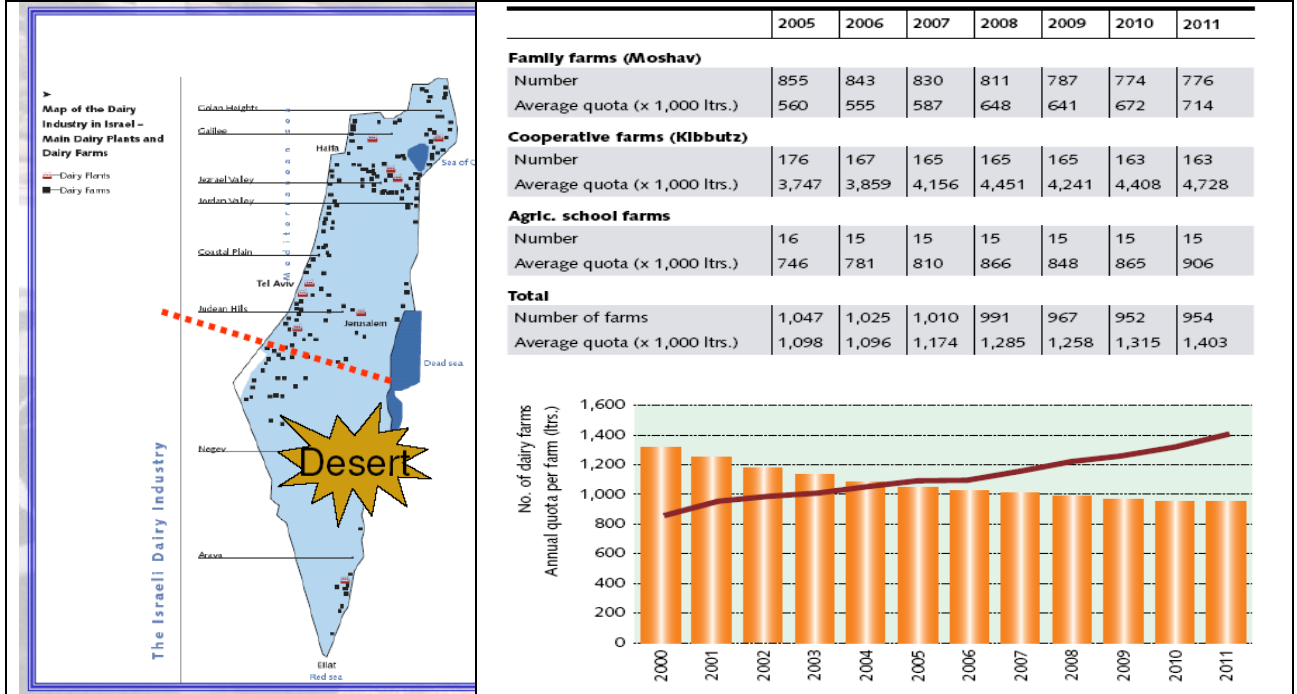 ➤
Map of the Dairy
Industry in Israel –
Main Dairy Plants and
Dairy Farms
Dairy Plants
Dairy Farms
The Israeli Dairy Industry
Golan Heights
Galilee
Haifa
Mediterranean sea
Sea of G
Jezrael Valley
Jordan Valley
Coastal Plain
Tel Aviv
Judean Hills
Jerusalem
Dead sea
Desert
Negev
Arava
Eilat
Red sea
2005 2006 2007 2008 2009 2010 2011
Family farms (Moshav)
Number 855 843 830 811 787 774 776
Average quota (x 1,000 ltrs.) 560 555 587 648 641 672 714
Cooperative farms (Kibbutz)
Number 176 167 165 165 165 163 163
Average quota (x 1,000 ltrs.) 3,747 3,859 4,156 4,451 4,241 4,408 4,728
Agric. school farms
Number 16 15 15 15 15 15 15
Average quota (x 1,000 ltrs.) 746 781 810 866 848 865 906
Total
Number of farms 1,047 1,025 1,010 991 967 952 954
Average quota (x 1,000 ltrs.) 1,098 1,096 1,174 1,285 1,258 1,315 1,403
No. of dairy farms
Annual quota per farm (ltrs.)
1,600
1,400
1,200
1,000
800
600
400
200
0
2000 2001 2002 2003 2004 2005 2006 2007 2008 2009 2010 2011